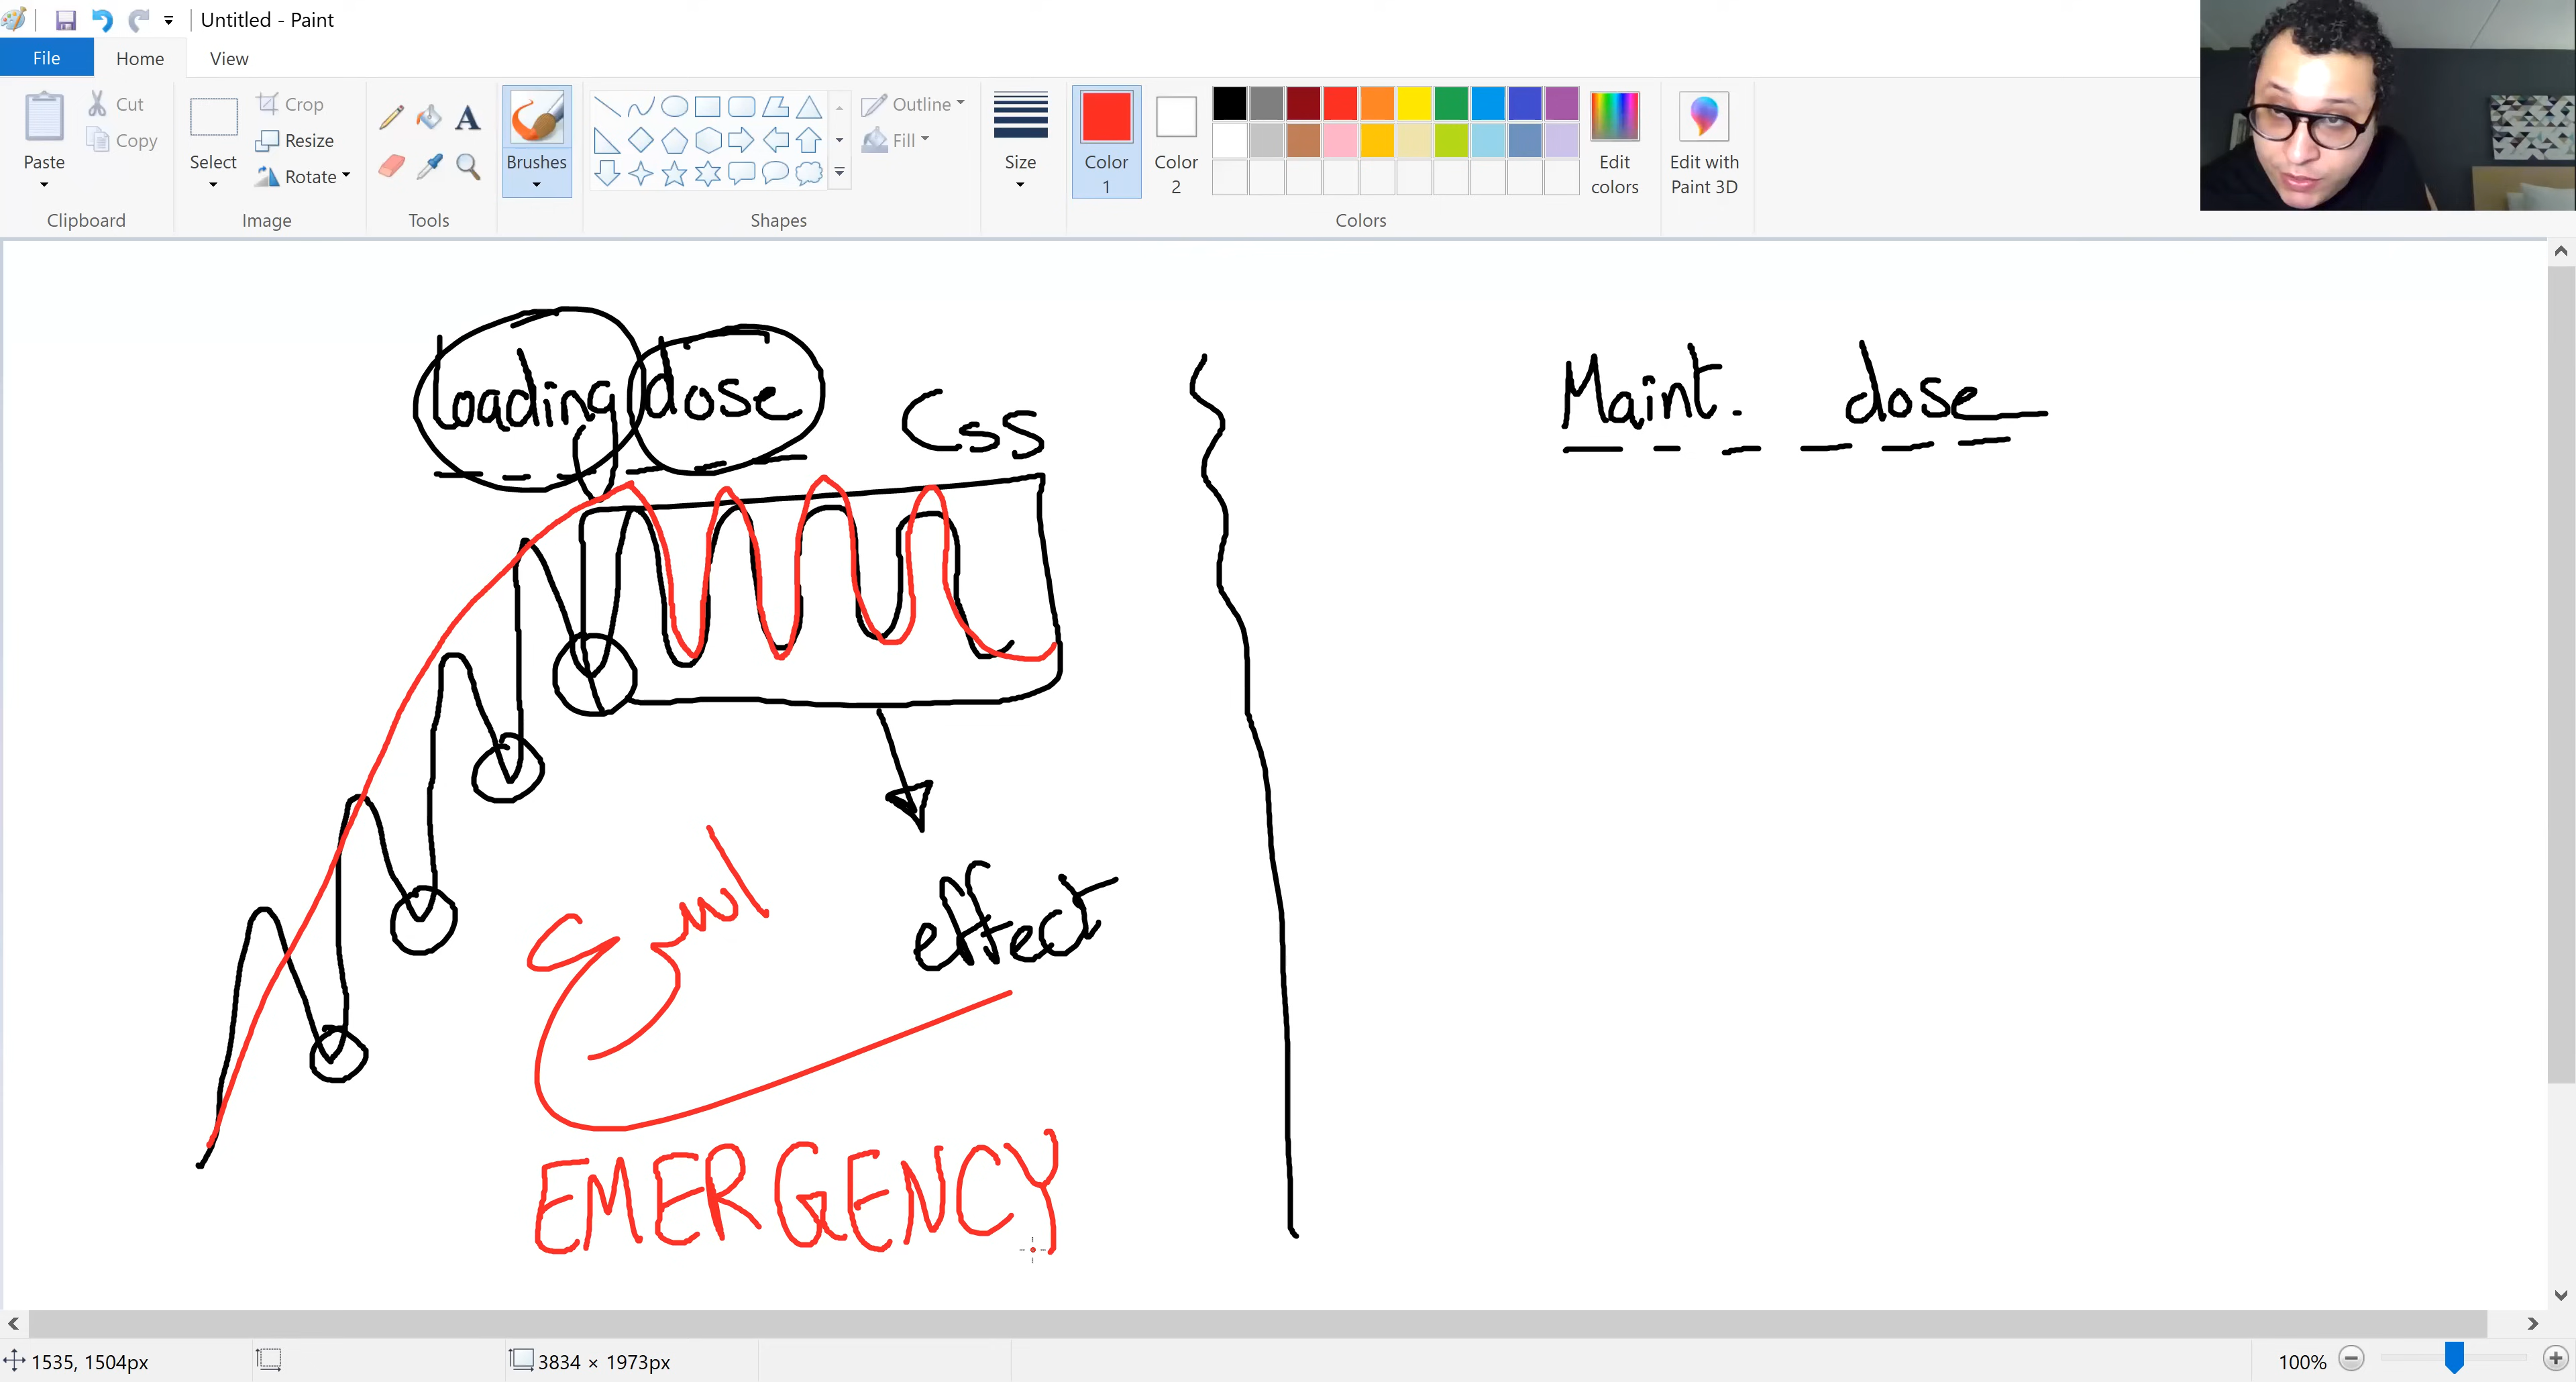 Untitled - Paint
File Home View
Paste
Cut
Copy
Clipboard
Select
Crop
Resize
Rotate
Image
Tools
Brushes
Shapes
Outline
Fill
Size
Color 1
Color 2
Edit colors
Edit with Paint 3D
Colors
loading dose
Css
Maint. dose
effect
EMERGENCY
1535, 1504px
3834 × 1973px
100%